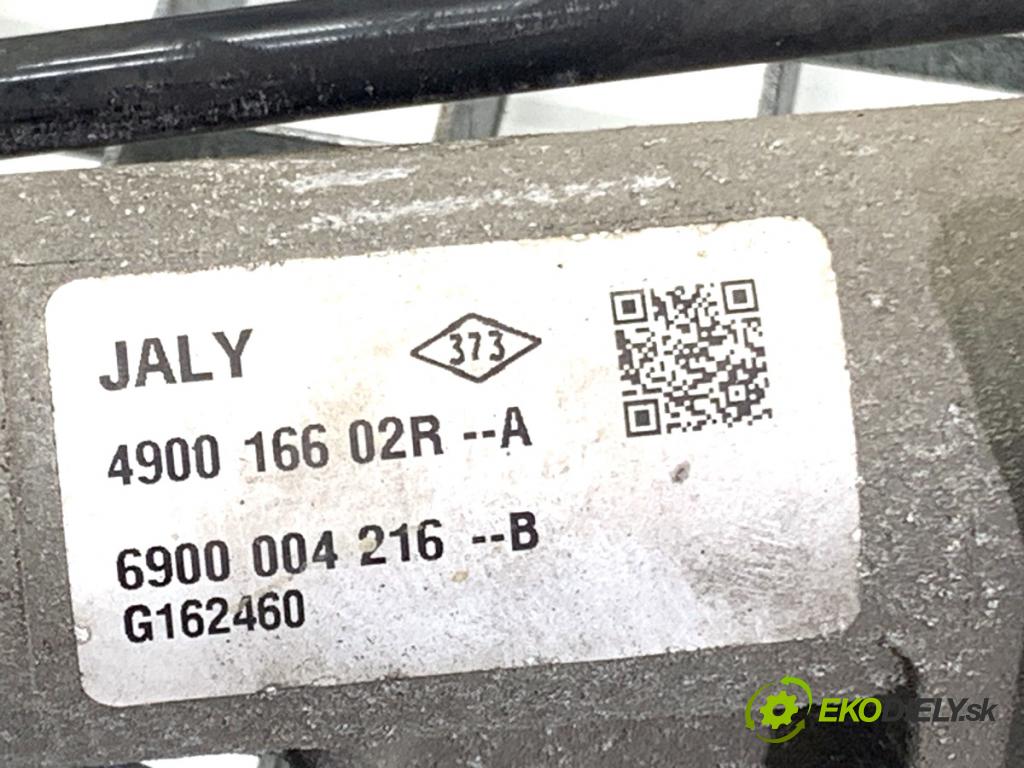 JALY
373
4900 166 02R --A
6900 004 216 --B
G162460
EKODIELY.sk